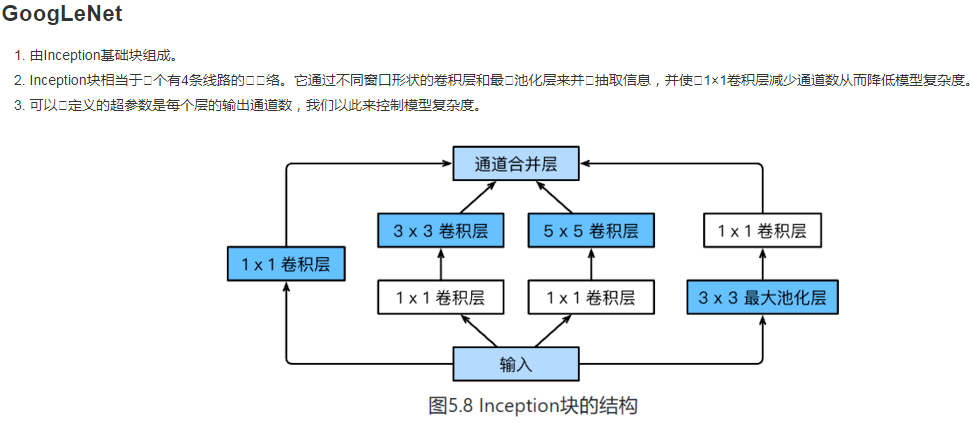 GoogLeNet
1. 由Inception基础块组成。
2. Inception块相当于□个有4条线路的□□络。它通过不同窗口形状的卷积层和最□池化层来并□抽取信息，并使□1×1卷积层减少通道数从而降低模型复杂度。
3. 可以□定义的超参数是每个层的输出通道数，我们以此来控制模型复杂度。
通道合并层
3 x 3 卷积层
5 x 5 卷积层
1 x 1 卷积层
1 x 1 卷积层
1 x 1 卷积层
1 x 1 卷积层
3 x 3 最大池化层
输入
图5.8 Inception块的结构